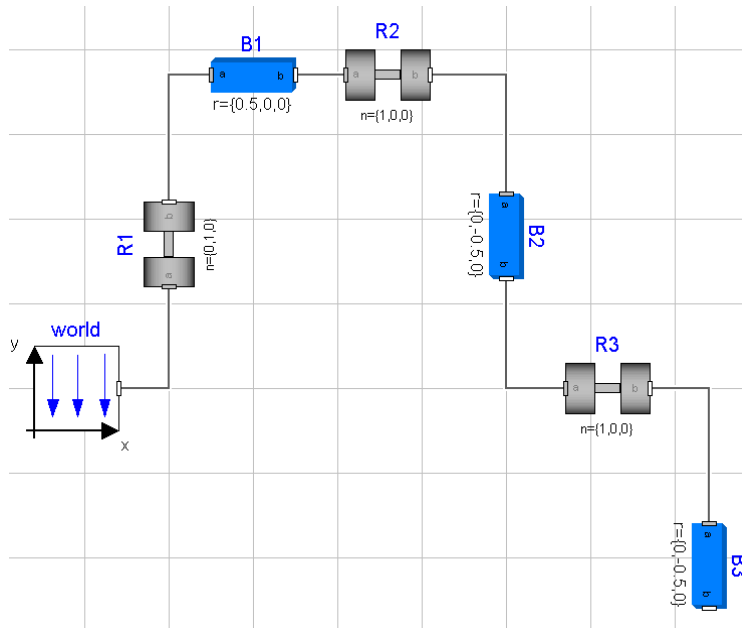 B1
a
b
r={0.5,0,0}
R2
a
b
n={1,0,0}
R1
b
a
n={0,1,0}
B2
a
b
r={0,-0.5,0}
world
y
x
R3
a
b
n={1,0,0}
B3
a
b
r={0,-0.5,0}